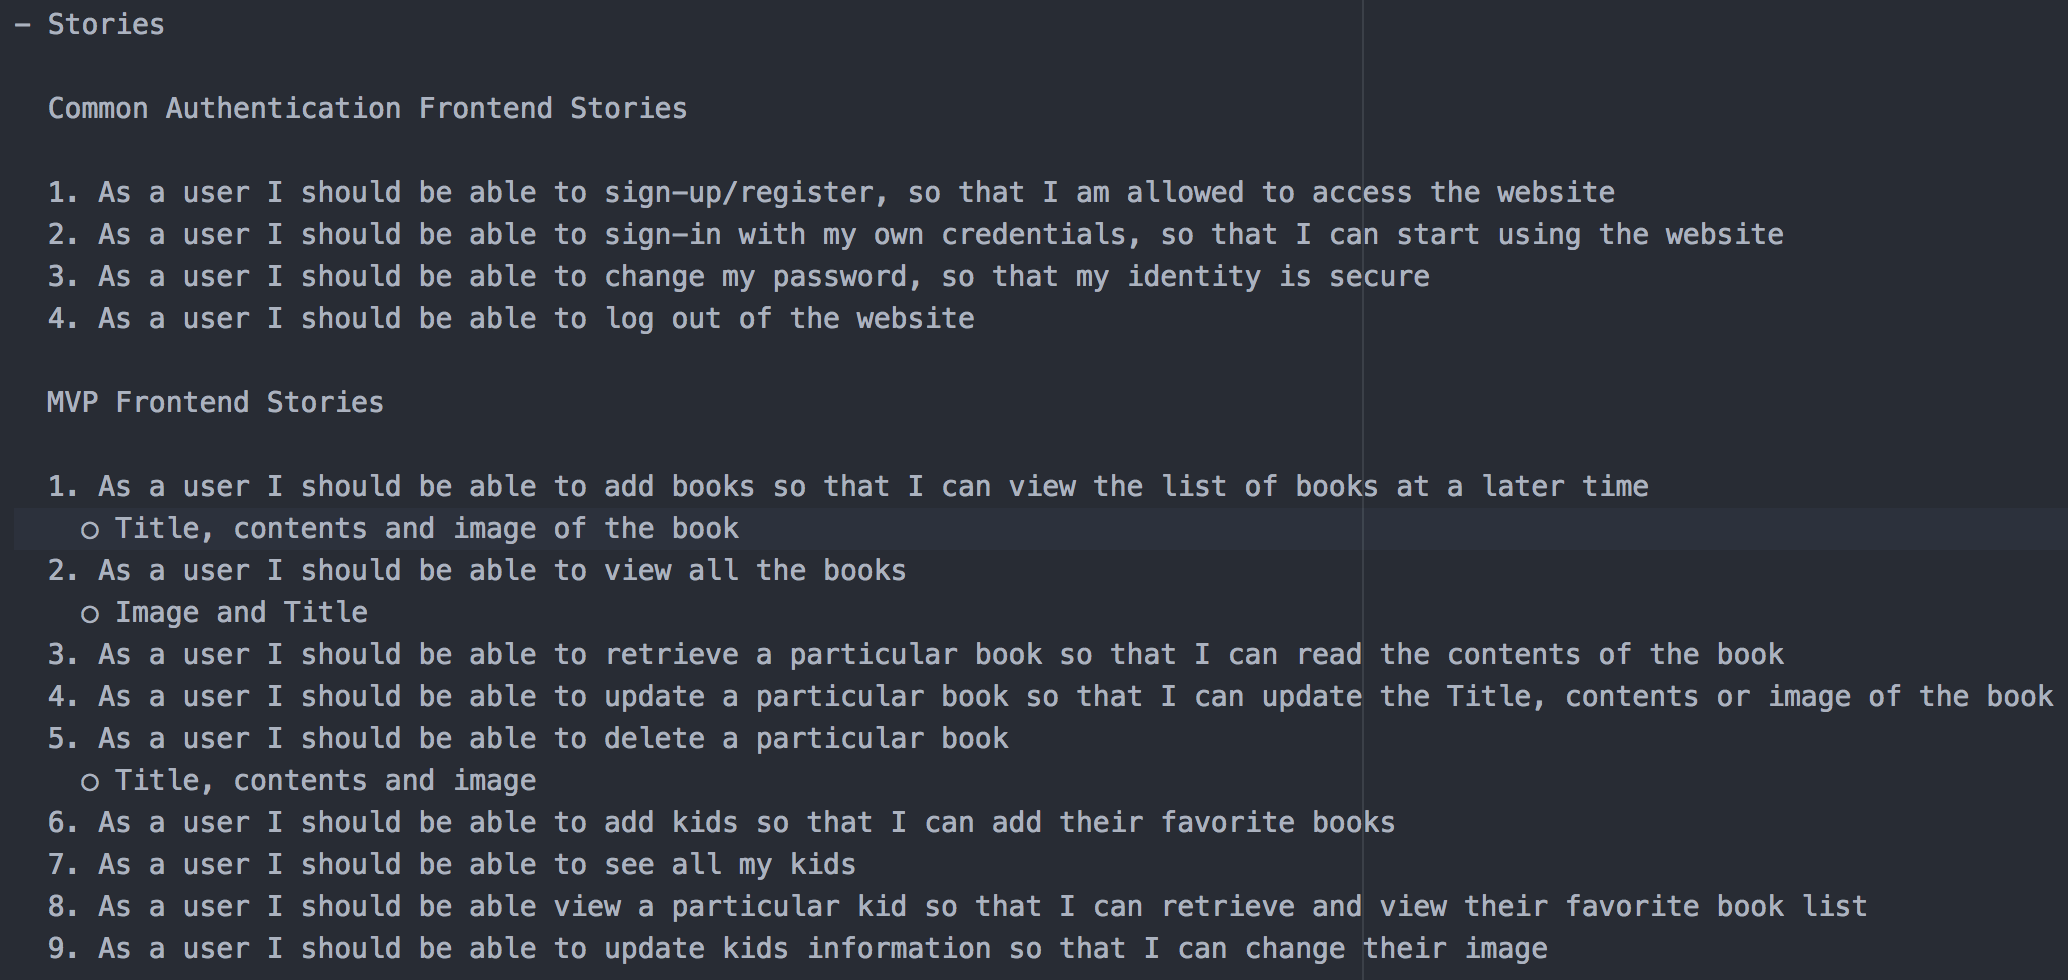 – Stories
Common Authentication Frontend Stories
1. As a user I should be able to sign-up/register, so that I am allowed to access the website
2. As a user I should be able to sign-in with my own credentials, so that I can start using the website
3. As a user I should be able to change my password, so that my identity is secure
4. As a user I should be able to log out of the website
MVP Frontend Stories
1. As a user I should be able to add books so that I can view the list of books at a later time
○ Title, contents and image of the book
2. As a user I should be able to view all the books
○ Image and Title
3. As a user I should be able to retrieve a particular book so that I can read the contents of the book
4. As a user I should be able to update a particular book so that I can update the Title, contents or image of the book
5. As a user I should be able to delete a particular book
○ Title, contents and image
6. As a user I should be able to add kids so that I can add their favorite books
7. As a user I should be able to see all my kids
8. As a user I should be able view a particular kid so that I can retrieve and view their favorite book list
9. As a user I should be able to update kids information so that I can change their image